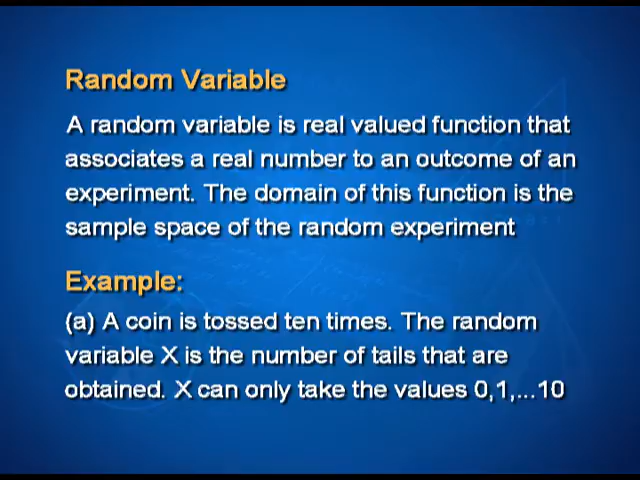 Random Variable
A random variable is real valued function that
associates a real number to an outcome of an
experiment. The domain of this function is the
sample space of the random experiment
Example:
(a) A coin is tossed ten times. The random
variable X is the number of tails that are
obtained. X can only take the values 0,1,...10